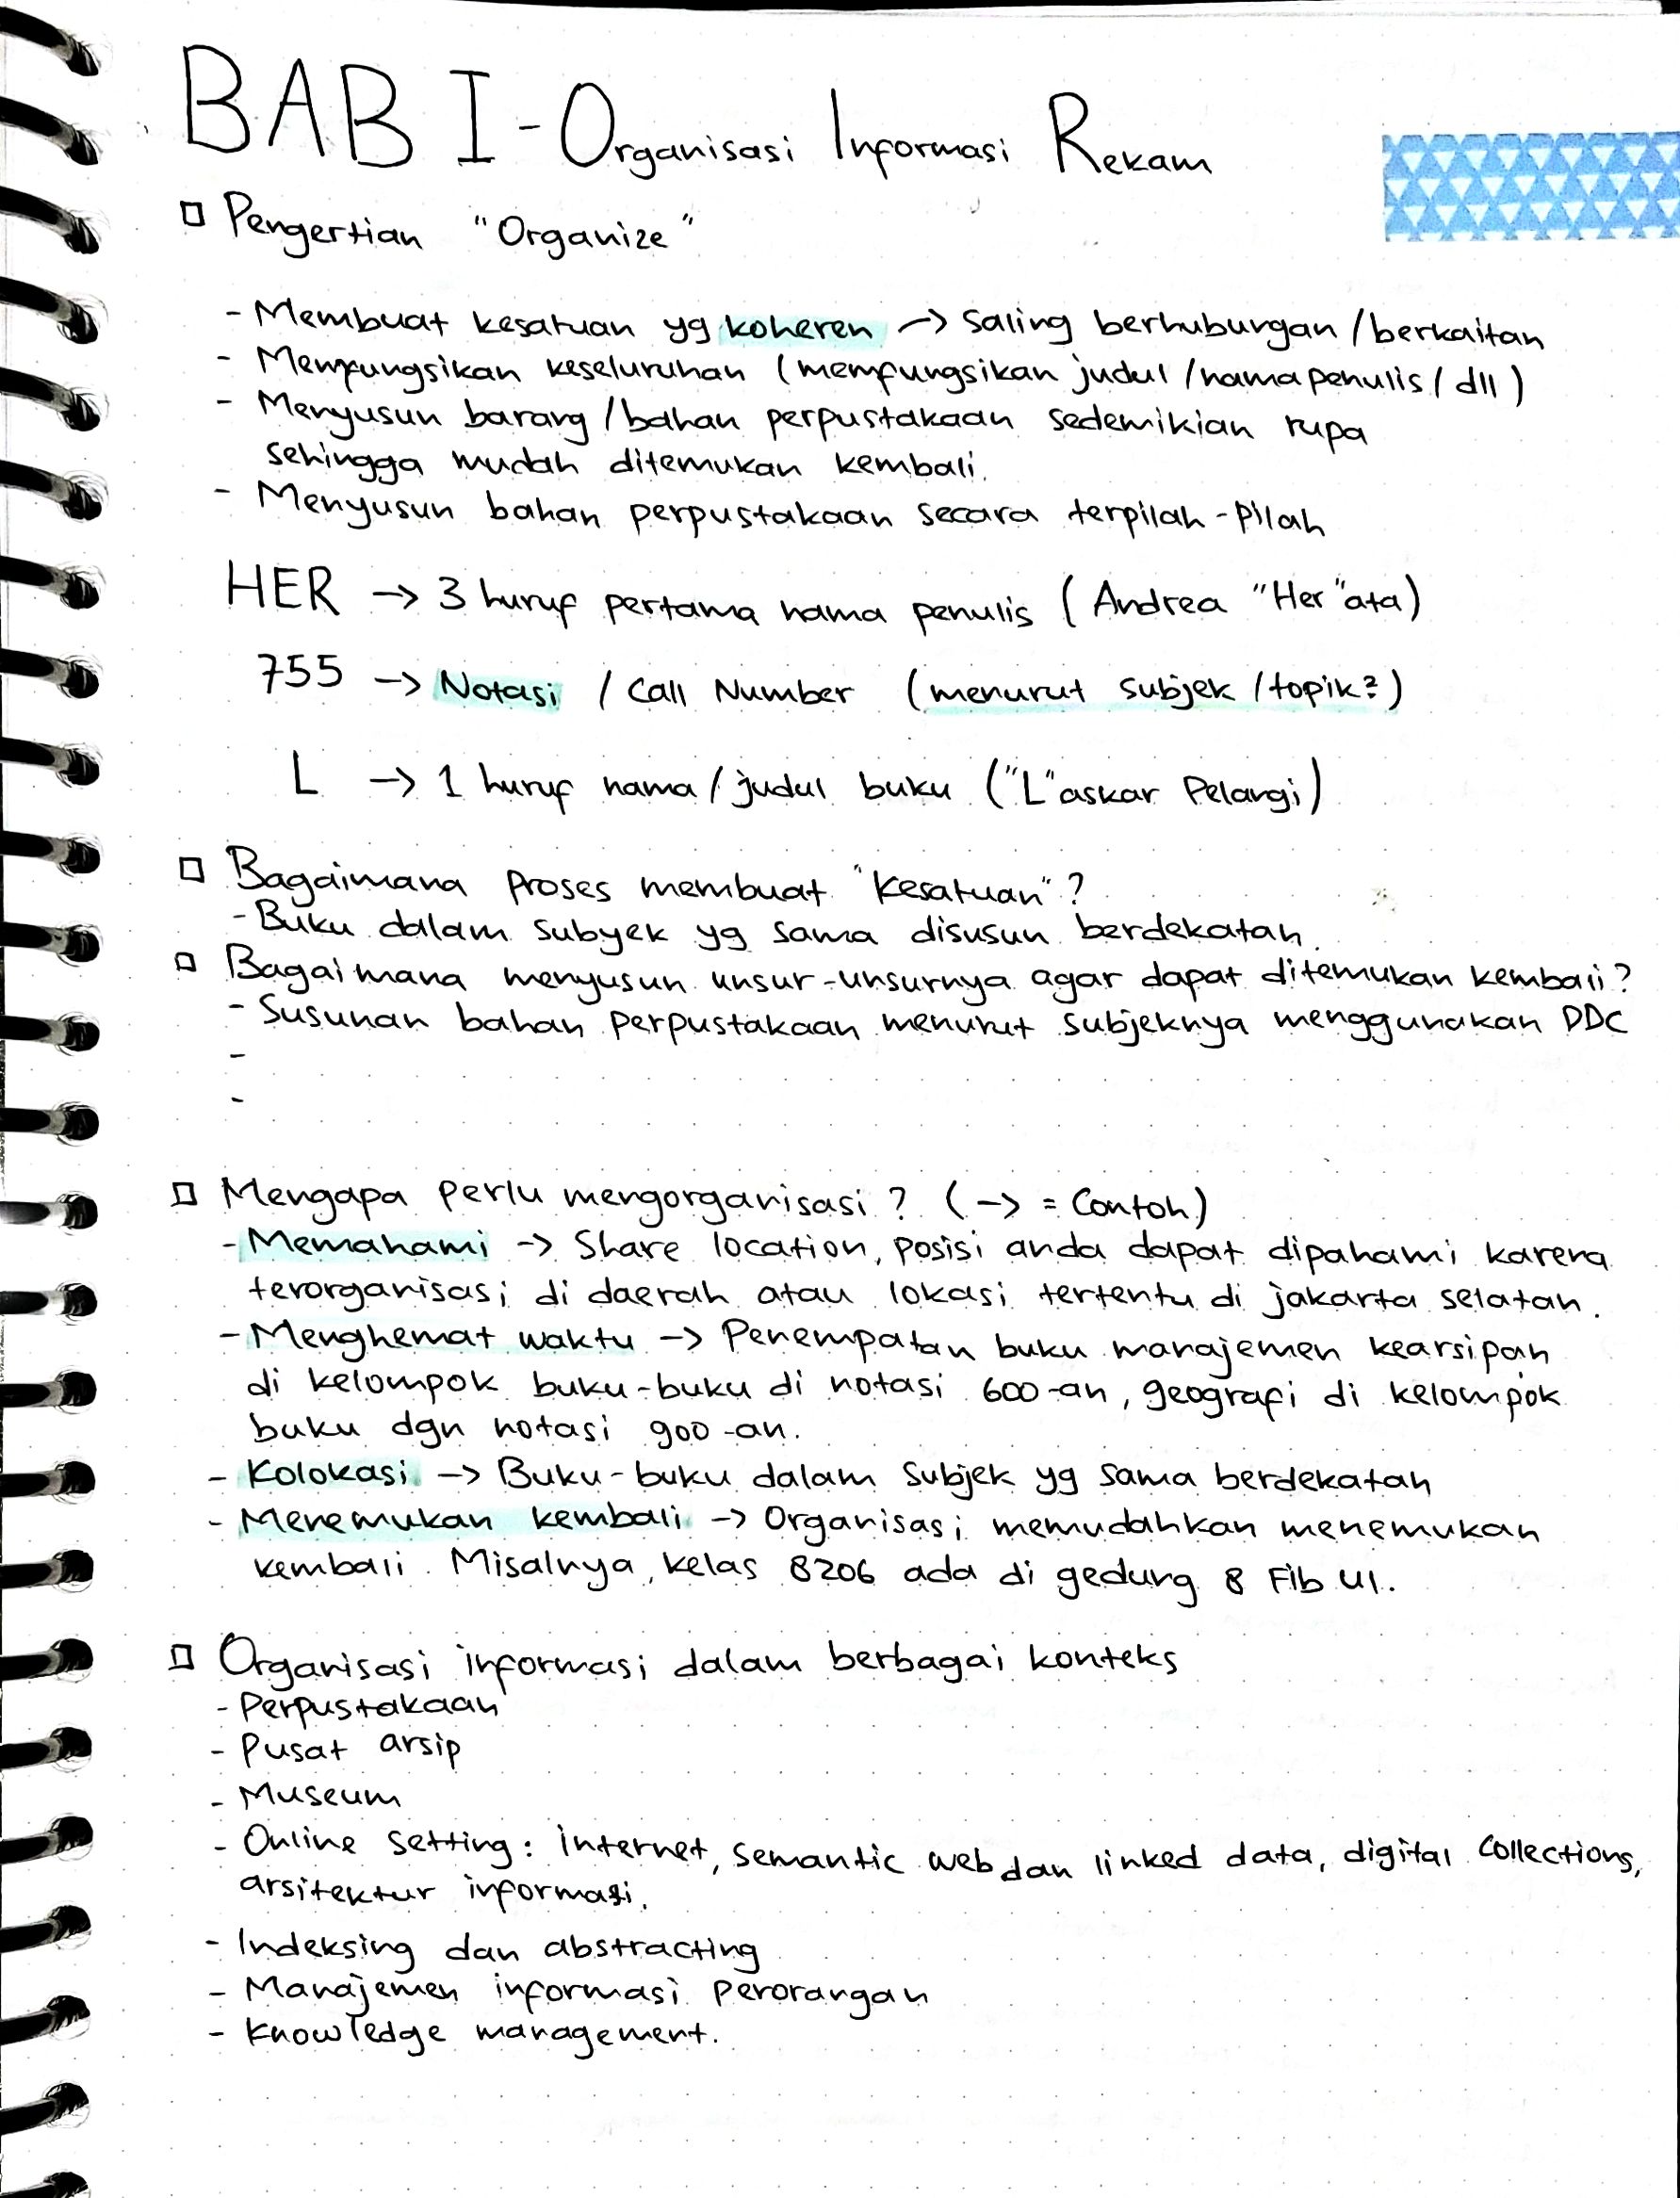 BAB I - Organisasi Informasi Rekam
□ Pengertian "Organize"
- Membuat kesatuan yg koheren -> saling berhubungan / berkaitan
- Memfungsikan keseluruhan (memfungsikan judul / nama penulis / dll)
- Menyusun barang / bahan perpustakaan sedemikian rupa
sehingga mudah ditemukan kembali.
- Menyusun bahan perpustakaan secara terpilah - pilah
HER -> 3 huruf pertama nama penulis (Andrea "Her"ata)
755 -> Notasi / Call Number (menurut subjek / topik?)
L -> 1 huruf nama / judul buku ("L"askar Pelangi)
□ Bagaimana proses membuat "kesatuan"?
- Buku dalam subyek yg sama disusun berdekatan.
□ Bagaimana menyusun unsur-unsurnya agar dapat ditemukan kembali?
- Susunan bahan perpustakaan menurut subjeknya menggunakan DDC
-
-
□ Mengapa perlu mengorganisasi? (-> = Contoh)
- Memahami -> Share location, posisi anda dapat dipahami karena
terorganisasi di daerah atau lokasi tertentu di jakarta selatan.
- Menghemat waktu -> Penempatan buku manajemen kearsipan
di kelompok buku-buku di notasi 600-an, geografi di kelompok
buku dgn notasi 900-an.
- Kolokasi -> Buku-buku dalam subjek yg sama berdekatan
- Menemukan kembali -> Organisasi memudahkan menemukan
kembali. Misalnya, kelas 8206 ada di gedung 8 FIb UI.
□ Organisasi informasi dalam berbagai konteks
- Perpustakaan
- Pusat arsip
- Museum
- Online setting: internet, semantic web dan linked data, digital collections,
arsitektur informasi.
- Indeksing dan abstracting
- Manajemen informasi perorangan
- Knowledge management.